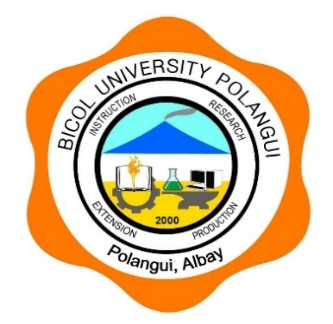 BICOL UNIVERSITY POLANGUI
INSTRUCTION
RESEARCH
EXTENSION
PRODUCTION
2000
Polangui, Albay